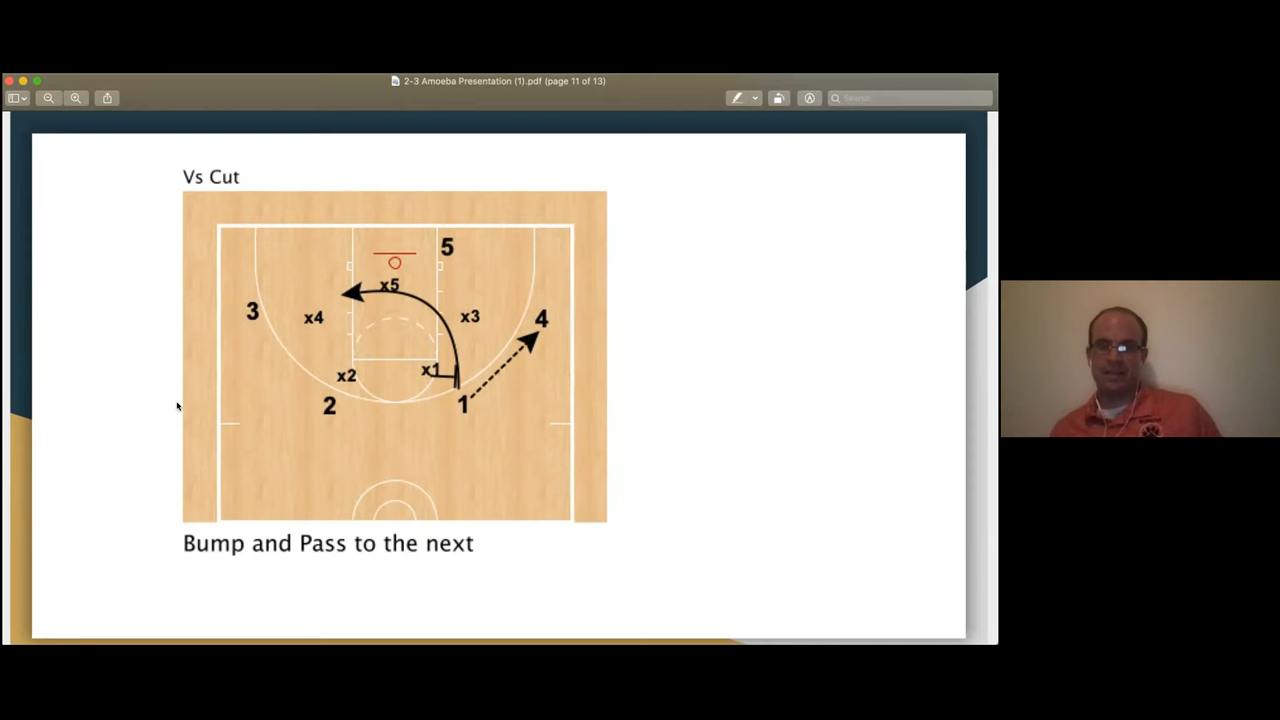 2-3 Amoeba Presentation (1).pdf (page 11 of 13)
Search
Vs Cut
5
x5
3
x4
x3
4
x2
x1
2
1
Bump and Pass to the next